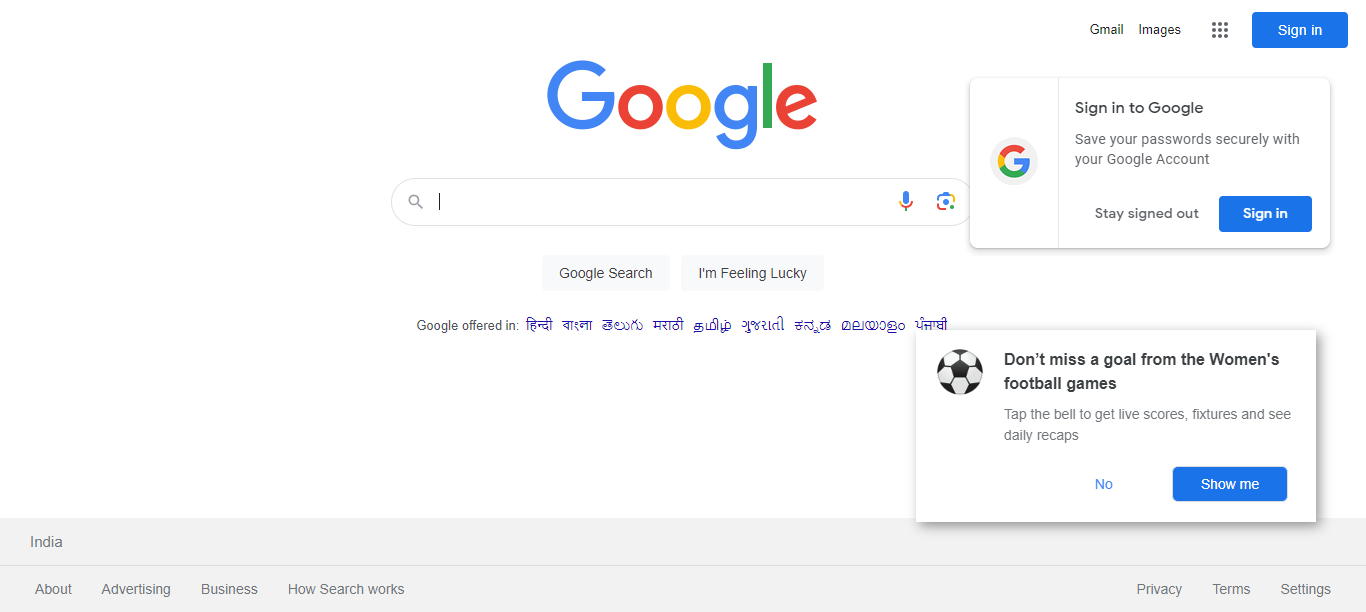 Gmail Images Sign in
Google
Sign in to Google
Save your passwords securely with
your Google Account
Stay signed out Sign in
Google Search I'm Feeling Lucky
Google offered in: हिन्दी বাংলা తెలుగు मराठी தமிழ் ગુજરાતી ಕನ್ನಡ മലയാളം ਪੰਜਾਬੀ
Don’t miss a goal from the Women's
football games
Tap the bell to get live scores, fixtures and see
daily recaps
No Show me
India
About Advertising Business How Search works Privacy Terms Settings